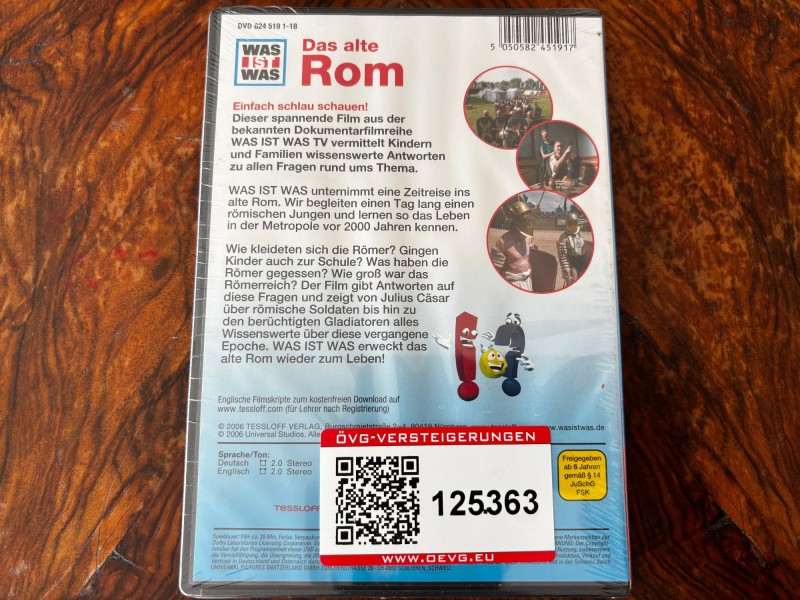 DVD 824 519 1-18
5 050582 451917
WAS
IST
WAS
Das alte
Rom
Einfach schlau schauen!
Dieser spannende Film aus der
bekannten Dokumentarfilmreihe
WAS IST WAS TV vermittelt Kindern
und Familien wissenswerte Antworten
zu allen Fragen rund ums Thema.
WAS IST WAS unternimmt eine Zeitreise ins
alte Rom. Wir begleiten einen Tag lang einen
römischen Jungen und lernen so das Leben
in der Metropole vor 2000 Jahren kennen.
Wie kleideten sich die Römer? Gingen
Kinder auch zur Schule? Was haben die
Römer gegessen? Wie groß war das
Römerreich? Der Film gibt Antworten auf
diese Fragen und zeigt von Julius Cäsar
über römische Soldaten bis hin zu
den berüchtigten Gladiatoren alles
Wissenswerte über diese vergangene
Epoche. WAS IST WAS erweckt das
alte Rom wieder zum Leben!
Englische Filmskripte zum kostenfreien Download auf
www.tessloff.com (für Lehrer nach Registrierung)
© 2006 TESSLOFF VERLAG, Burgschmietstraße 2-4, 90419 Nürnberg
© 2006 Universal Studios.
Sprache/Ton:
Deutsch 2.0 Stereo
Englisch 2.0 Stereo
TESSLOFF
ÖVG-VERSTEIGERUNGEN
125363
WWW.OEVG.EU
Freigegeben
ab 6 Jahren
gemäß § 14
JuSchG
FSK